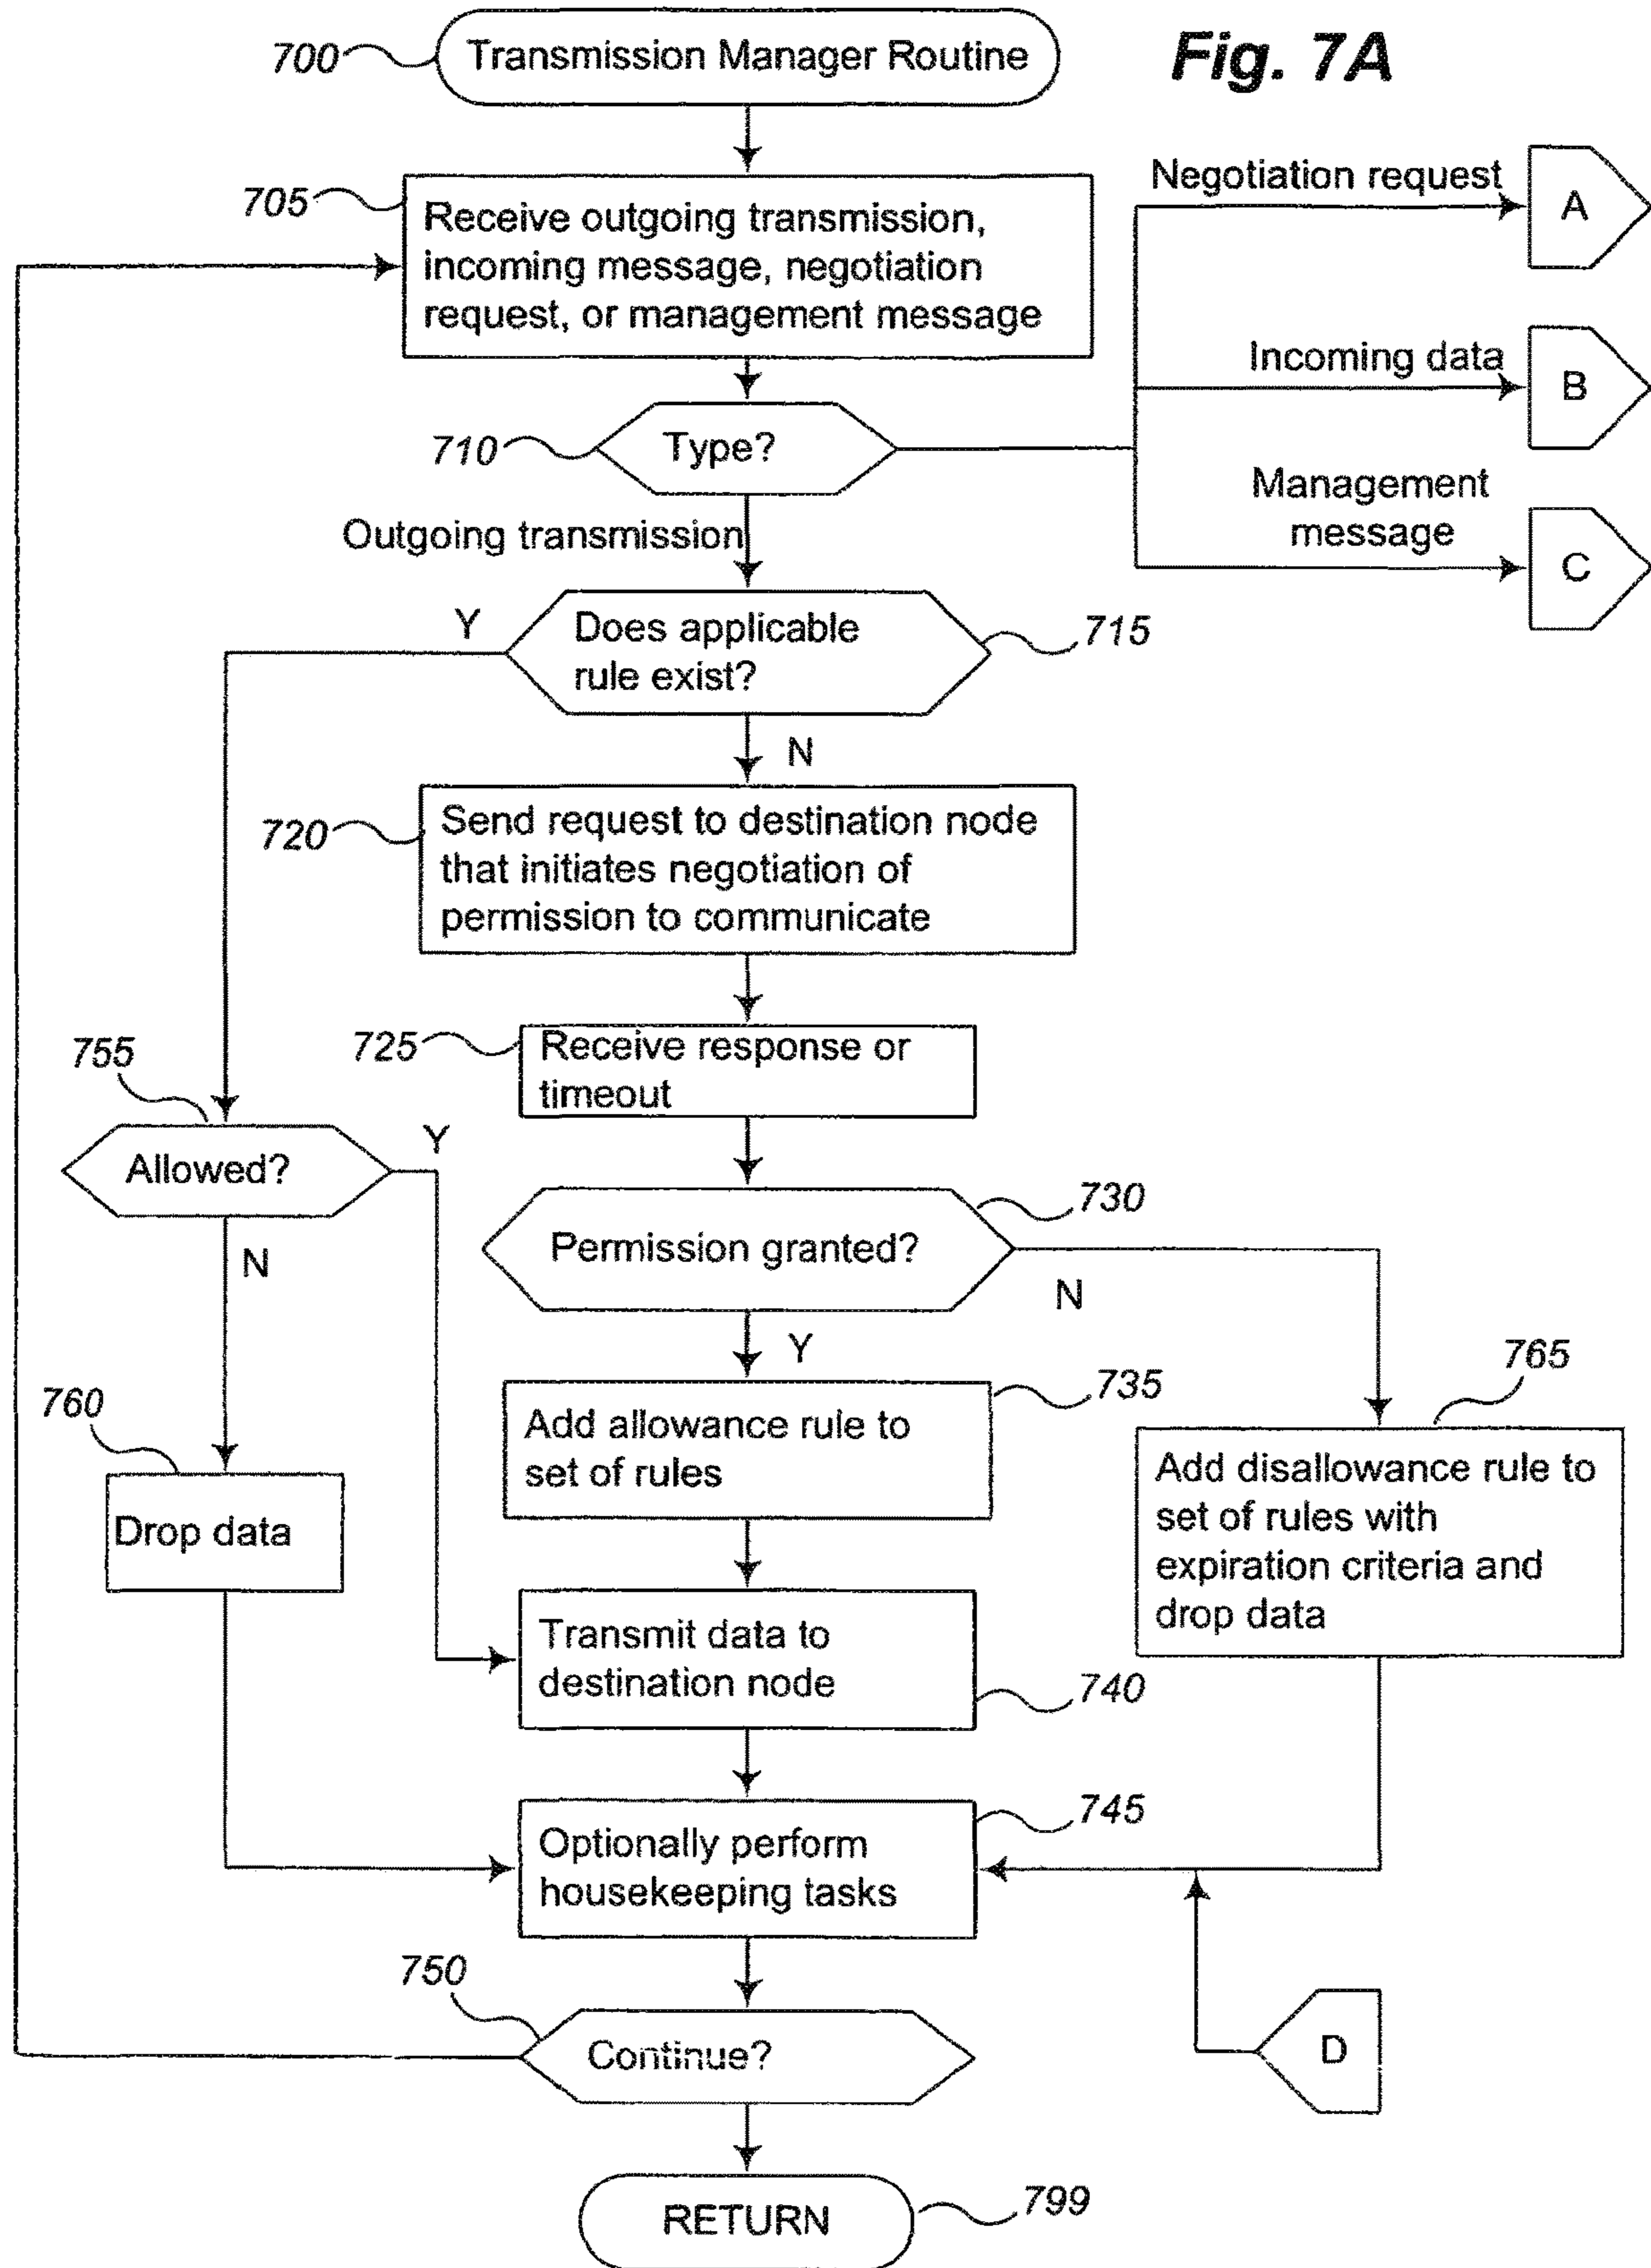 Fig. 7A
700
Transmission Manager Routine
705
Receive outgoing transmission,
incoming message, negotiation
request, or management message
Negotiation request
A
Incoming data
B
Management
message
C
710
Type?
Outgoing transmission
Y
Does applicable
rule exist?
715
N
720
Send request to destination node
that initiates negotiation of
permission to communicate
725
Receive response or
timeout
755
Allowed?
Y
N
730
Permission granted?
N
Y
735
Add allowance rule to
set of rules
765
Add disallowance rule to
set of rules with
expiration criteria and
drop data
760
Drop data
Transmit data to
destination node
740
745
Optionally perform
housekeeping tasks
750
Continue?
D
RETURN
799